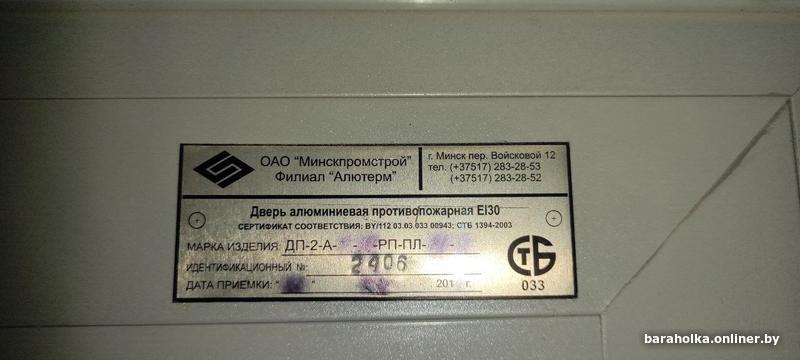 ОАО "Минскпромстрой"
Филиал "Алютерм"
г. Минск пер. Войсковой 12
тел. (+37517) 283-28-53
(+37517) 283-28-52
Дверь алюминиевая противопожарная EI30
СЕРТИФИКАТ СООТВЕТСТВИЯ: BY/112 03.03.033 00943; СТБ 1394-2003
МАРКА ИЗДЕЛИЯ: ДП-2-А- - -РП-ПЛ- -
ИДЕНТИФИКАЦИОННЫЙ №: 2406
ДАТА ПРИЕМКИ: " " 201 г.
СТБ
033
baraholka.onliner.by